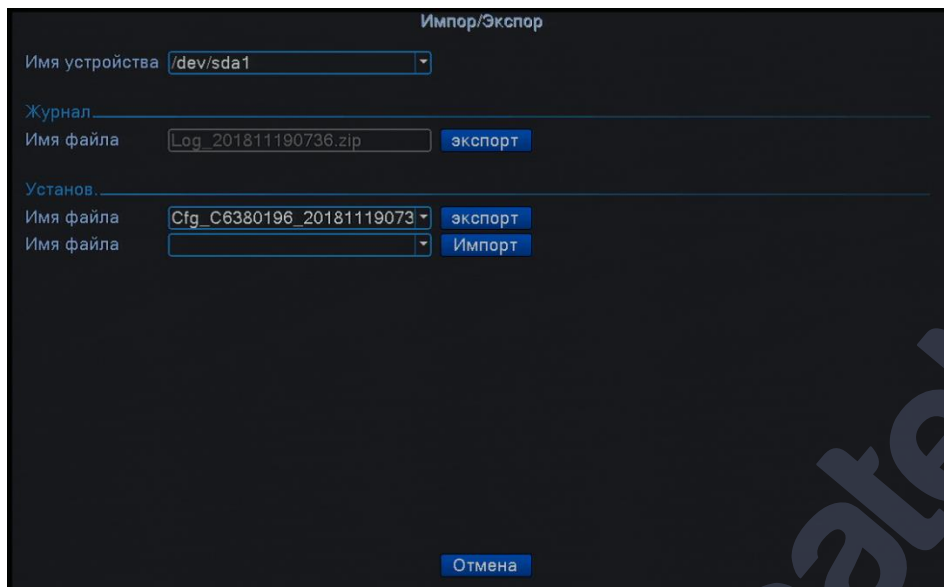 Импор/Экспор
Имя устройства /dev/sda1
Журнал
Имя файла Log_201811190736.zip экспорт
Установ.
Имя файла Cfg_C6380196_20181119073 экспорт
Имя файла Импорт
Отмена